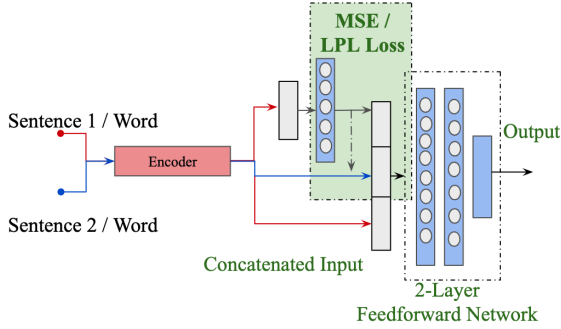 MSE /
LPL Loss
Sentence 1 / Word
Encoder
Output
Sentence 2 / Word
Concatenated Input
2-Layer
Feedforward Network